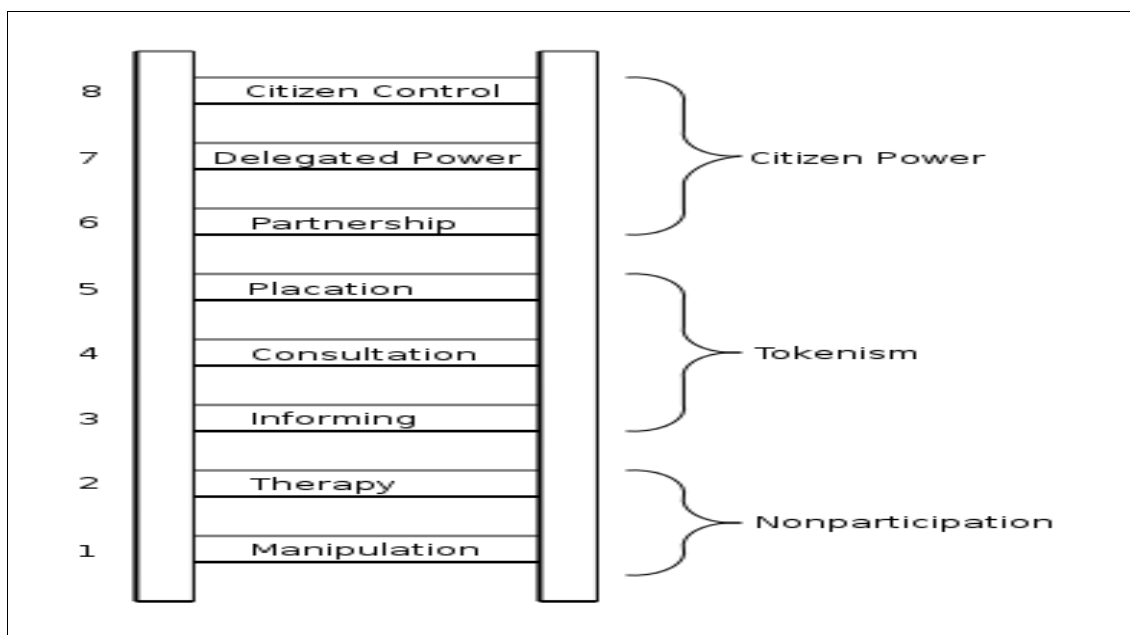 8 Citizen Control
7 Delegated Power Citizen Power
6 Partnership
5 Placation
4 Consultation Tokenism
3 Informing
2 Therapy
Nonparticipation
1 Manipulation